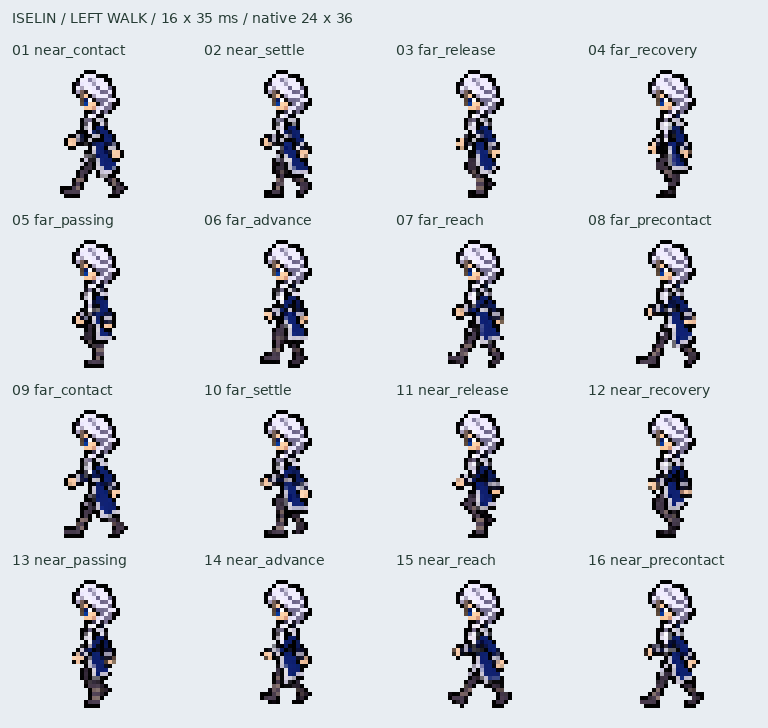 ISELIN / LEFT WALK / 16 x 35 ms / native 24 x 36
01 near_contact
02 near_settle
03 far_release
04 far_recovery
05 far_passing
06 far_advance
07 far_reach
08 far_precontact
09 far_contact
10 far_settle
11 near_release
12 near_recovery
13 near_passing
14 near_advance
15 near_reach
16 near_precontact